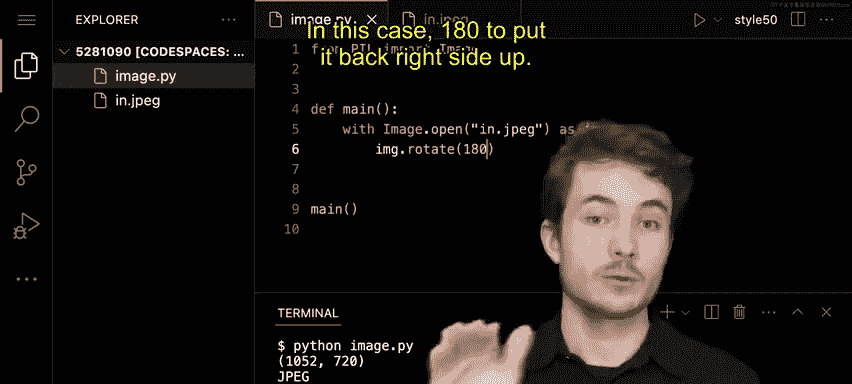 EXPLORER
image.py
in.jpeg
style50
In this case, 180 to put
it back right side up.
5281090 [CODESPACES: ...
image.py
in.jpeg
1
2
3
4 def main():
5 with Image.open("in.jpeg") as
6 img.rotate(180)
7
8
9 main()
10
TERMINAL
$ python image.py
(1052, 720)
JPEG